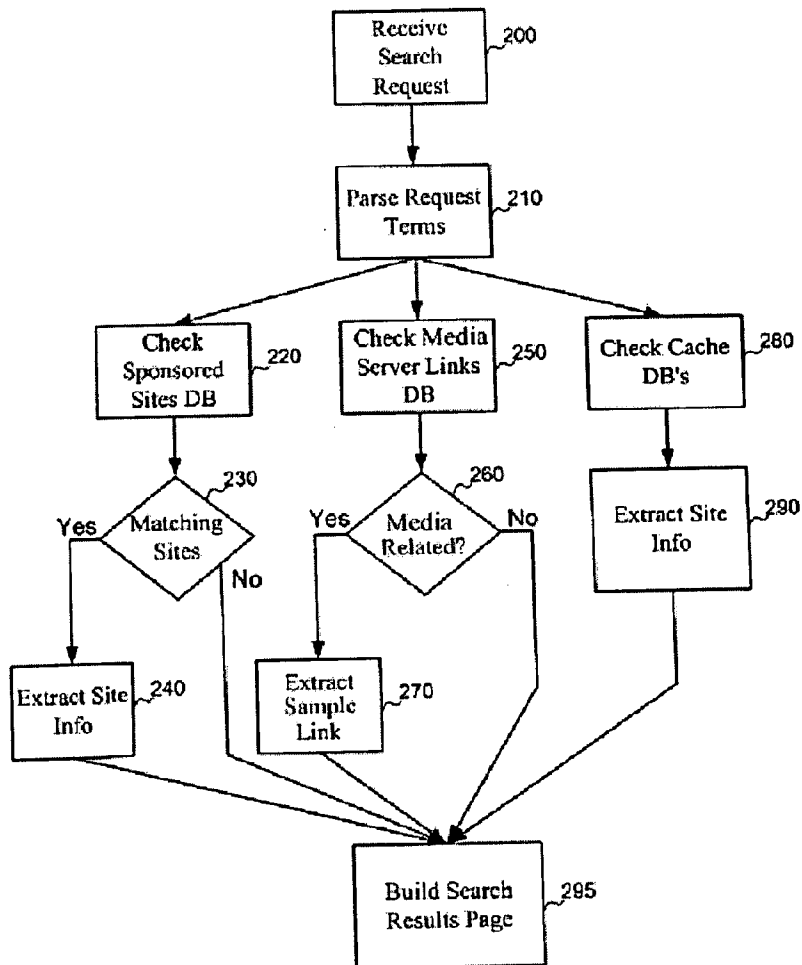 Receive
Search
Request
200
Parse Request
Terms
210
Check
Sponsored
Sites DB
220
Check Media
Server Links
DB
250
Check Cache
DB's
280
230
Matching
Sites
Yes
No
260
Media
Related?
Yes
No
Extract Site
Info
290
Extract Site
Info
240
Extract
Sample
Link
270
Build Search
Results Page
295